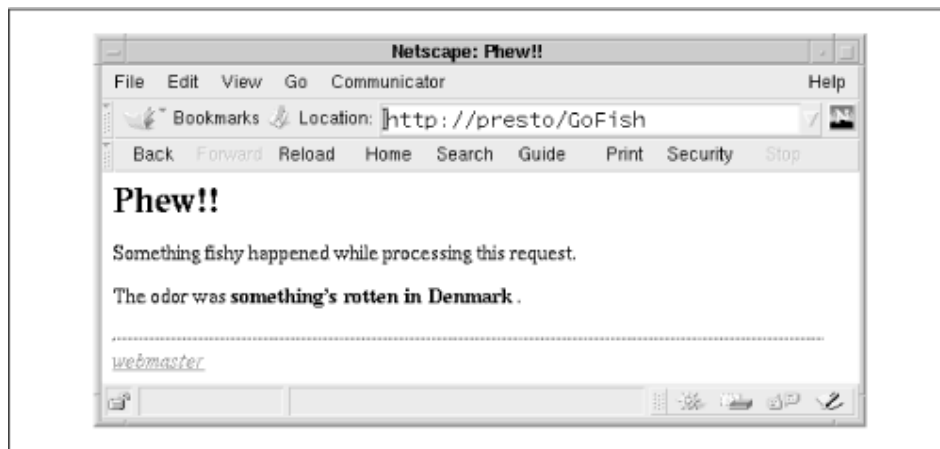 Netscape: Phew!!
File Edit View Go Communicator Help
Bookmarks Location: http://presto/GoFish
Back Forward Reload Home Search Guide Print Security Stop
Phew!!
Something fishy happened while processing this request.
The odor was something's rotten in Denmark .
webmaster